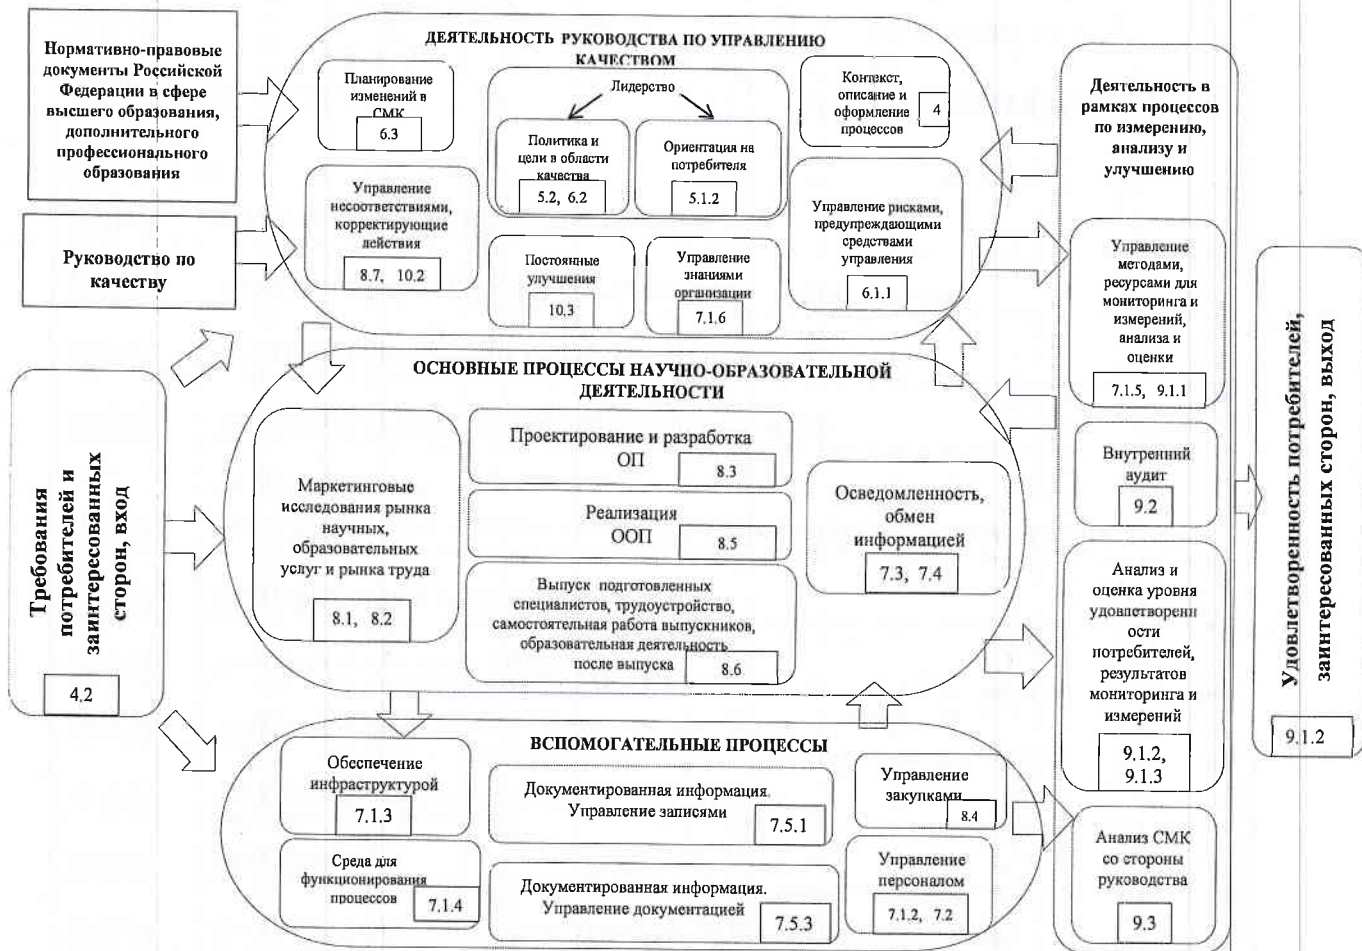 Нормативно-правовые
документы Российской
Федерации в сфере
высшего образования,
дополнительного
профессионального
образования
Руководство по
качеству
Требования
потребителей и
заинтересованных
сторон, вход
4.2
ДЕЯТЕЛЬНОСТЬ РУКОВОДСТВА ПО УПРАВЛЕНИЮ
КАЧЕСТВОМ
Планирование
изменений в
СМК
6.3
Лидерство
Политика и
цели в области
качества
5.2, 6.2
Ориентация на
потребителя
5.1.2
Контекст,
описание и
оформление
процессов
4
Управление
несоответствиями,
корректирующие
действия
8.7, 10.2
Постоянные
улучшения
10.3
Управление
знаниями
организации
7.1.6
Управление рисками,
предупреждающими
средствами
управления
6.1.1
ОСНОВНЫЕ ПРОЦЕССЫ НАУЧНО-ОБРАЗОВАТЕЛЬНОЙ
ДЕЯТЕЛЬНОСТИ
Маркетинговые
исследования рынка
научных,
образовательных
услуг и рынка труда
8.1, 8.2
Проектирование и разработка
ОП
8.3
Реализация
ООП
8.5
Выпуск подготовленных
специалистов, трудоустройство,
самостоятельная работа выпускников,
образовательная деятельность
после выпуска
8.6
Осведомленность,
обмен
информацией
7.3, 7.4
ВСПОМОГАТЕЛЬНЫЕ ПРОЦЕССЫ
Обеспечение
инфраструктурой
7.1.3
Документированная информация.
Управление записями
7.5.1
Управление
закупками
8.4
Среда для
функционирования
процессов
7.1.4
Документированная информация.
Управление документацией
7.5.3
Управление
персоналом
7.1.2, 7.2
Деятельность в
рамках процессов
по измерению,
анализу и
улучшению
Управление
методами,
ресурсами для
мониторинга и
измерений,
анализа и
оценки
7.1.5, 9.1.1
Внутренний
аудит
9.2
Анализ и
оценка уровня
удовлетворенн
ости
потребителей,
результатов
мониторинга и
измерений
9.1.2,
9.1.3
Анализ СМК
со стороны
руководства
9.3
Удовлетворенность потребителей,
заинтересованных сторон, выход
9.1.2